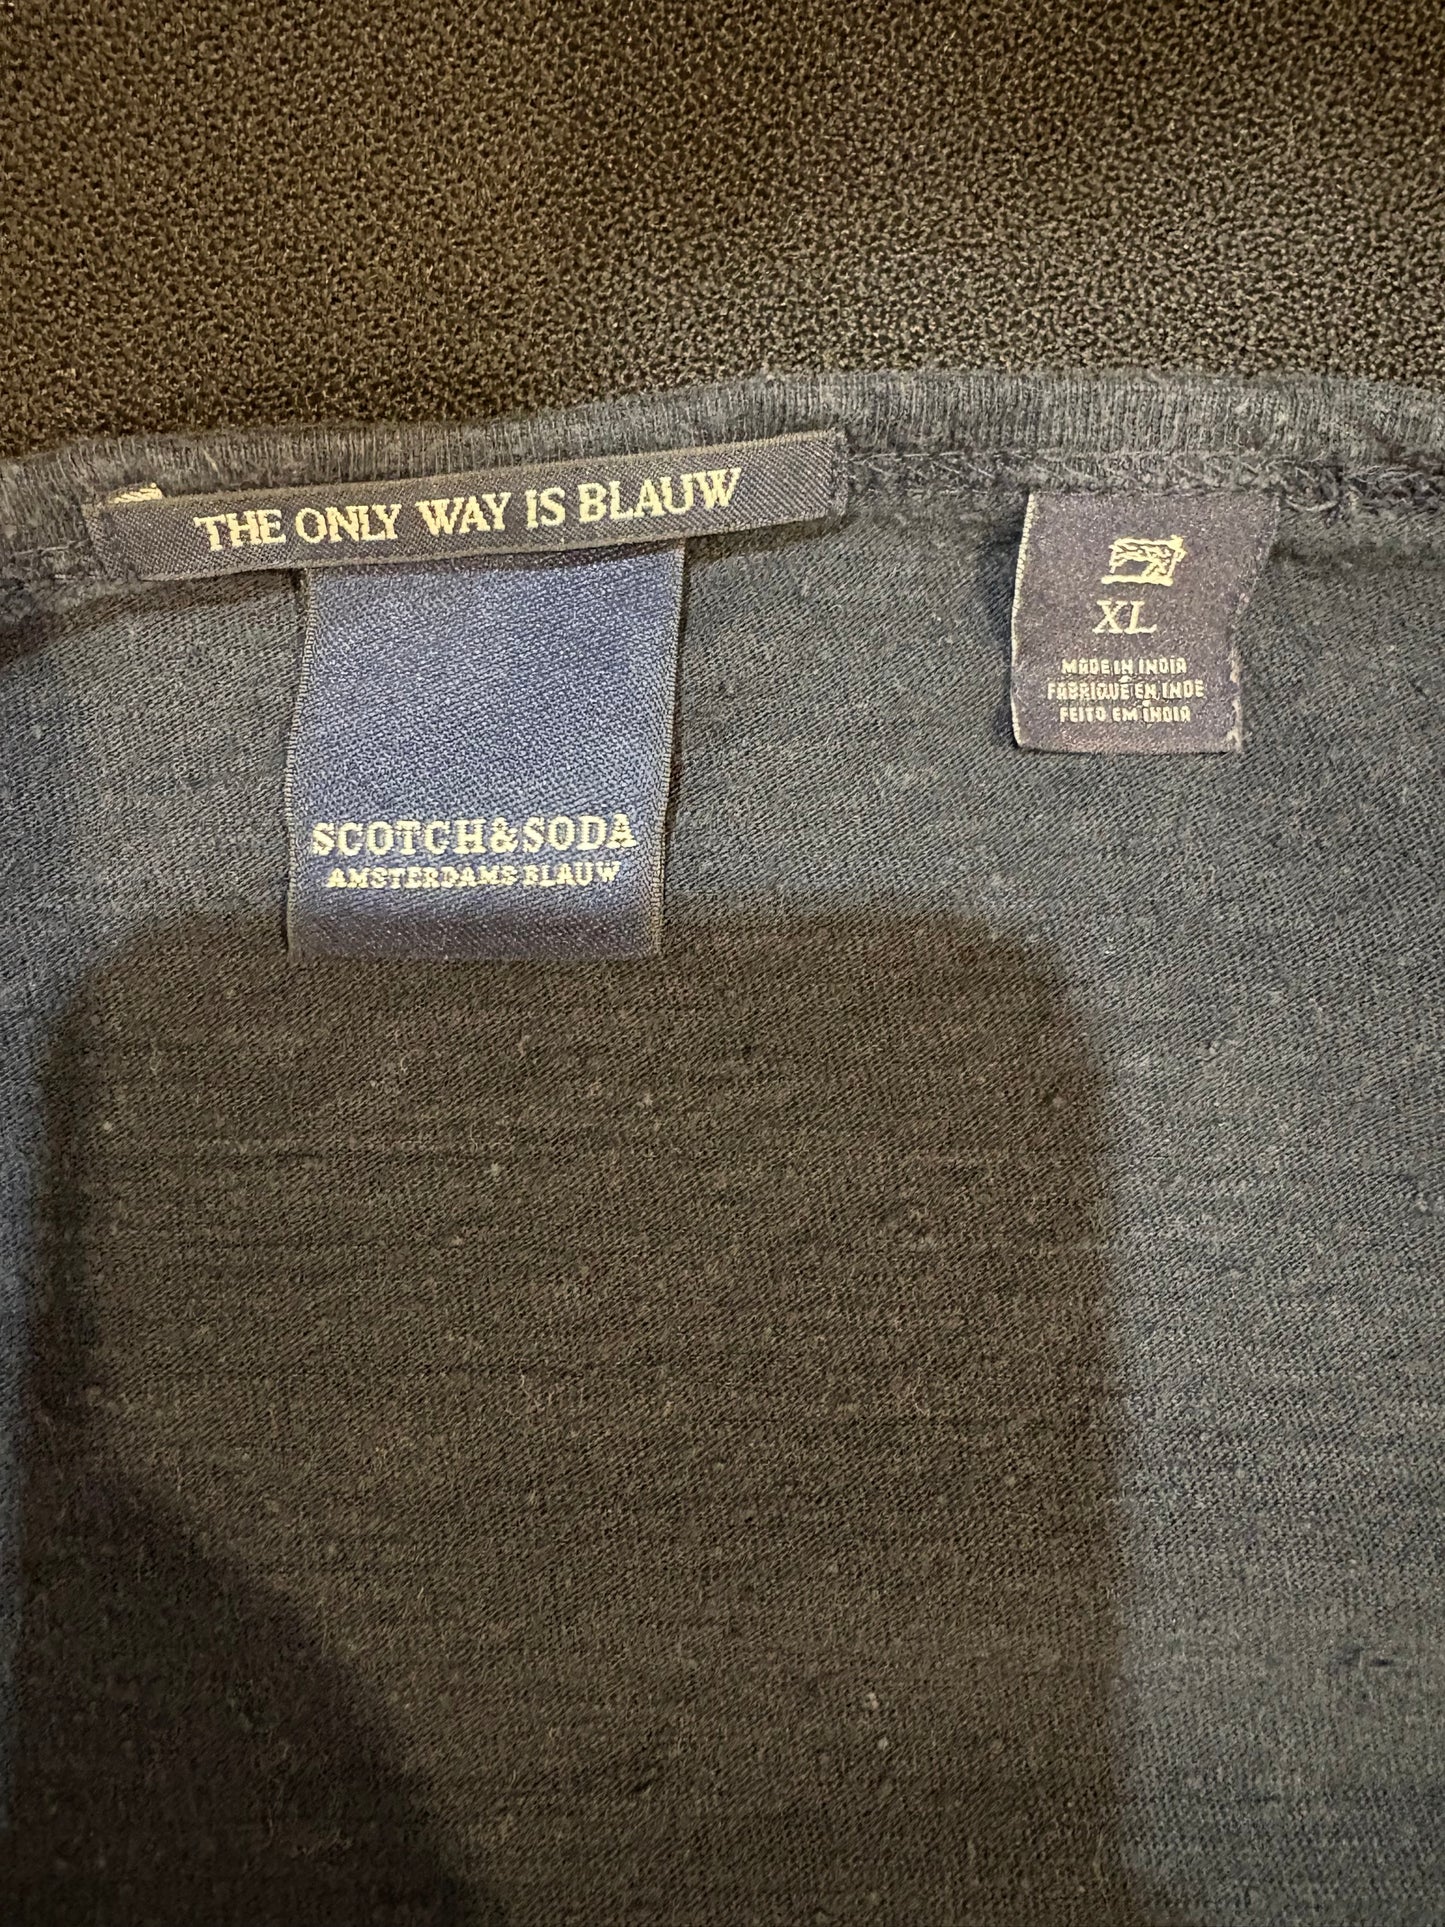 THE ONLY WAY IS BLAUW
SCOTCH&SODA
AMSTERDAMS BLAUW
XL
MADE IN INDIA
FABRIQUÉ EN INDE
FEITO EM ÍNDIA